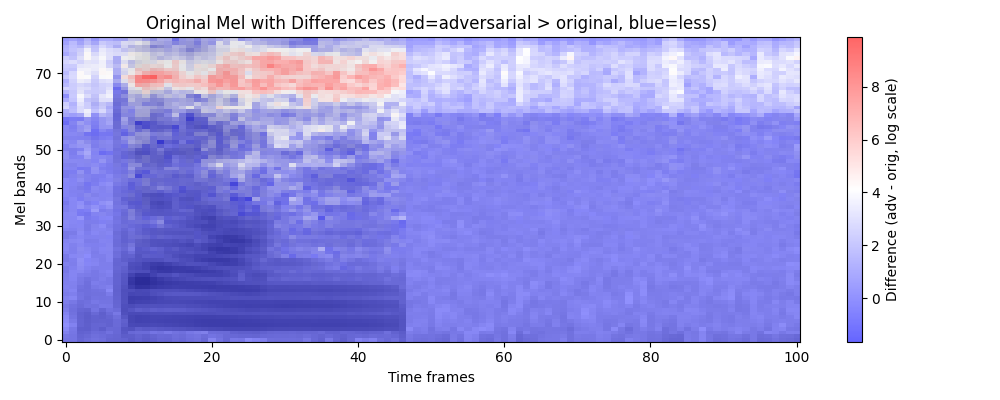 Original Mel with Differences (red=adversarial > original, blue=less)
Mel bands
70
60
50
40
30
20
10
0
0 20 40 60 80 100
Time frames
8
6
4
2
0
Difference (adv - orig, log scale)